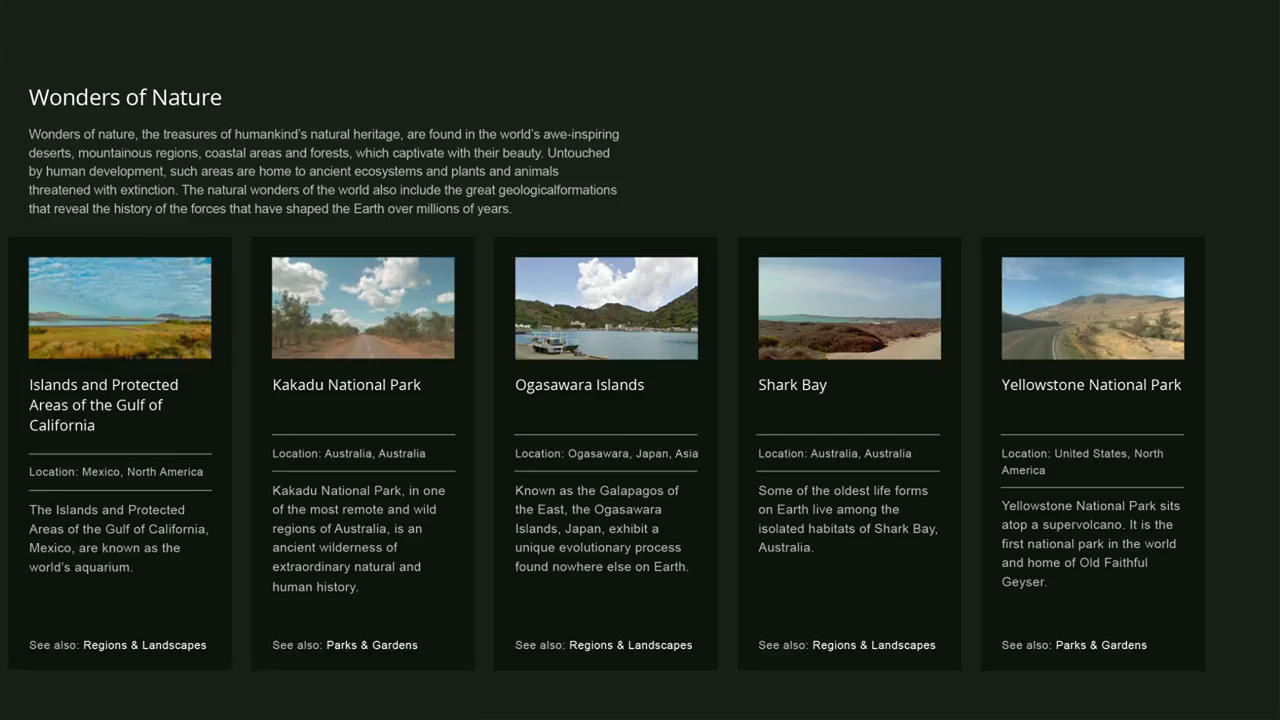 Wonders of Nature
Wonders of nature, the treasures of humankind's natural heritage, are found in the world's awe-inspiring
deserts, mountainous regions, coastal areas and forests, which captivate with their beauty. Untouched
by human development, such areas are home to ancient ecosystems and plants and animals
threatened with extinction. The natural wonders of the world also include the great geologicalformations
that reveal the history of the forces that have shaped the Earth over millions of years.
Islands and Protected
Areas of the Gulf of
California
Location: Mexico, North America
The Islands and Protected
Areas of the Gulf of California,
Mexico, are known as the
world's aquarium.
See also: Regions & Landscapes
Kakadu National Park
Location: Australia, Australia
Kakadu National Park, in one
of the most remote and wild
regions of Australia, is an
ancient wilderness of
extraordinary natural and
human history.
See also: Parks & Gardens
Ogasawara Islands
Location: Ogasawara, Japan, Asia
Known as the Galapagos of
the East, the Ogasawara
Islands, Japan, exhibit a
unique evolutionary process
found nowhere else on Earth.
See also: Regions & Landscapes
Shark Bay
Location: Australia, Australia
Some of the oldest life forms
on Earth live among the
isolated habitats of Shark Bay,
Australia.
See also: Regions & Landscapes
Yellowstone National Park
Location: United States, North
America
Yellowstone National Park sits
atop a supervolcano. It is the
first national park in the world
and home of Old Faithful
Geyser.
See also: Parks & Gardens